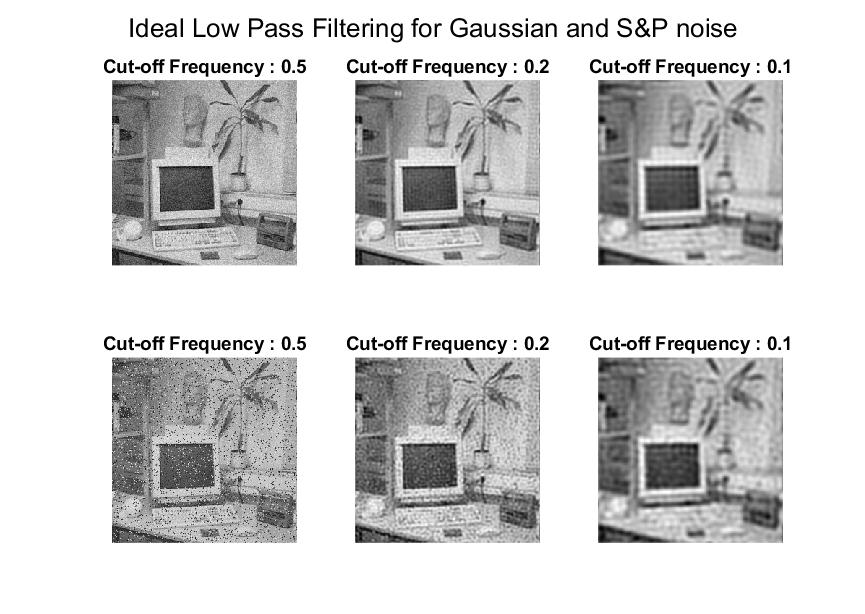 Ideal Low Pass Filtering for Gaussian and S&P noise
Cut-off Frequency : 0.5
Cut-off Frequency : 0.2
Cut-off Frequency : 0.1
Cut-off Frequency : 0.5
Cut-off Frequency : 0.2
Cut-off Frequency : 0.1